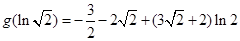 g(ln √2) = −3/2 − 2√2 + (3√2 + 2) ln 2